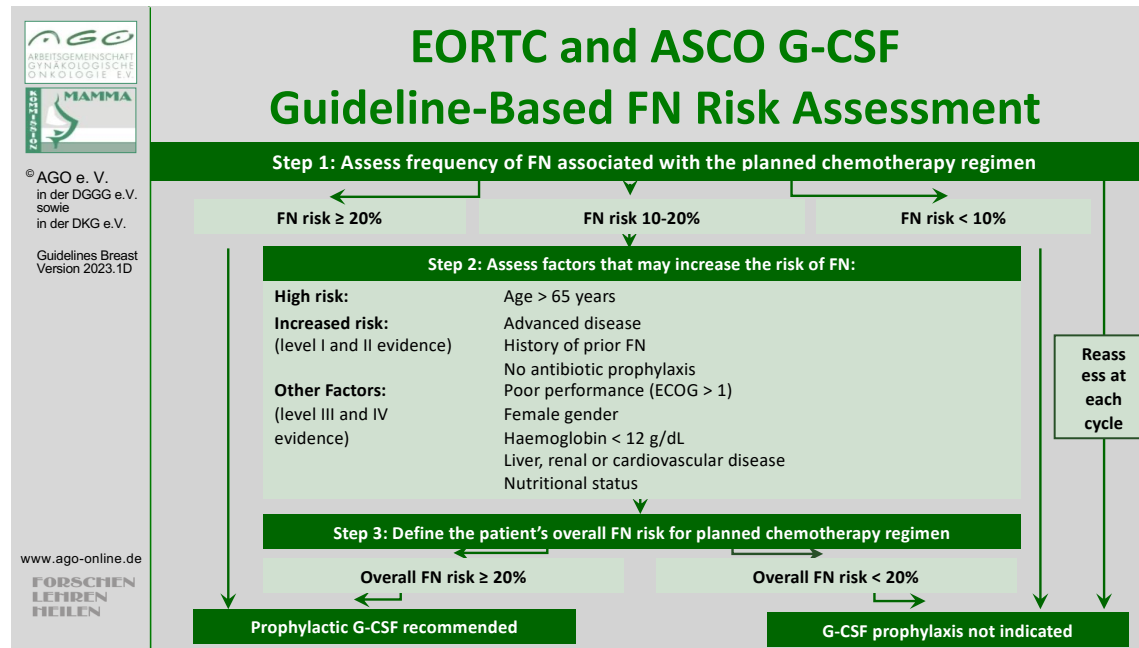 AGO
ARBEITSGEMEINSCHAFT
GYNÄKOLOGISCHE
ONKOLOGIE E.V.
KOMMISSION
MAMMA
© AGO e. V.
in der DGGG e.V.
sowie
in der DKG e.V.
Guidelines Breast
Version 2023.1D
www.ago-online.de
FORSCHEN
LEHREN
HEILEN
EORTC and ASCO G-CSF
Guideline-Based FN Risk Assessment
Step 1: Assess frequency of FN associated with the planned chemotherapy regimen
FN risk ≥ 20%
FN risk 10-20%
FN risk < 10%
Step 2: Assess factors that may increase the risk of FN:
High risk: Age > 65 years
Increased risk: Advanced disease
(level I and II evidence) History of prior FN
No antibiotic prophylaxis
Other Factors: Poor performance (ECOG > 1)
(level III and IV Female gender
evidence) Haemoglobin < 12 g/dL
Liver, renal or cardiovascular disease
Nutritional status
Reass
ess at
each
cycle
Step 3: Define the patient’s overall FN risk for planned chemotherapy regimen
Overall FN risk ≥ 20%
Overall FN risk < 20%
Prophylactic G-CSF recommended
G-CSF prophylaxis not indicated